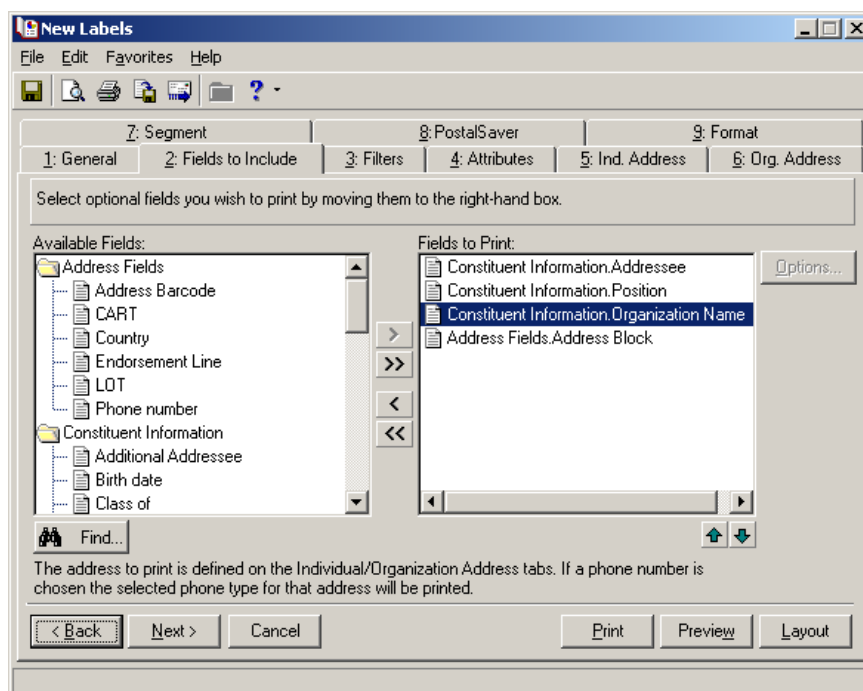 New Labels
File Edit Favorites Help
7: Segment 8: PostalSaver 9: Format
1: General 2: Fields to Include 3: Filters 4: Attributes 5: Ind. Address 6: Org. Address
Select optional fields you wish to print by moving them to the right-hand box.
Available Fields:
Address Fields
Address Barcode
CART
Country
Endorsement Line
LOT
Phone number
Constituent Information
Additional Addressee
Birth date
Class of
Find...
>
>>
<
<<
Fields to Print:
Constituent Information.Addressee
Constituent Information.Position
Constituent Information.Organization Name
Address Fields.Address Block
Options...
The address to print is defined on the Individual/Organization Address tabs. If a phone number is
chosen the selected phone type for that address will be printed.
< Back Next > Cancel Print Preview Layout